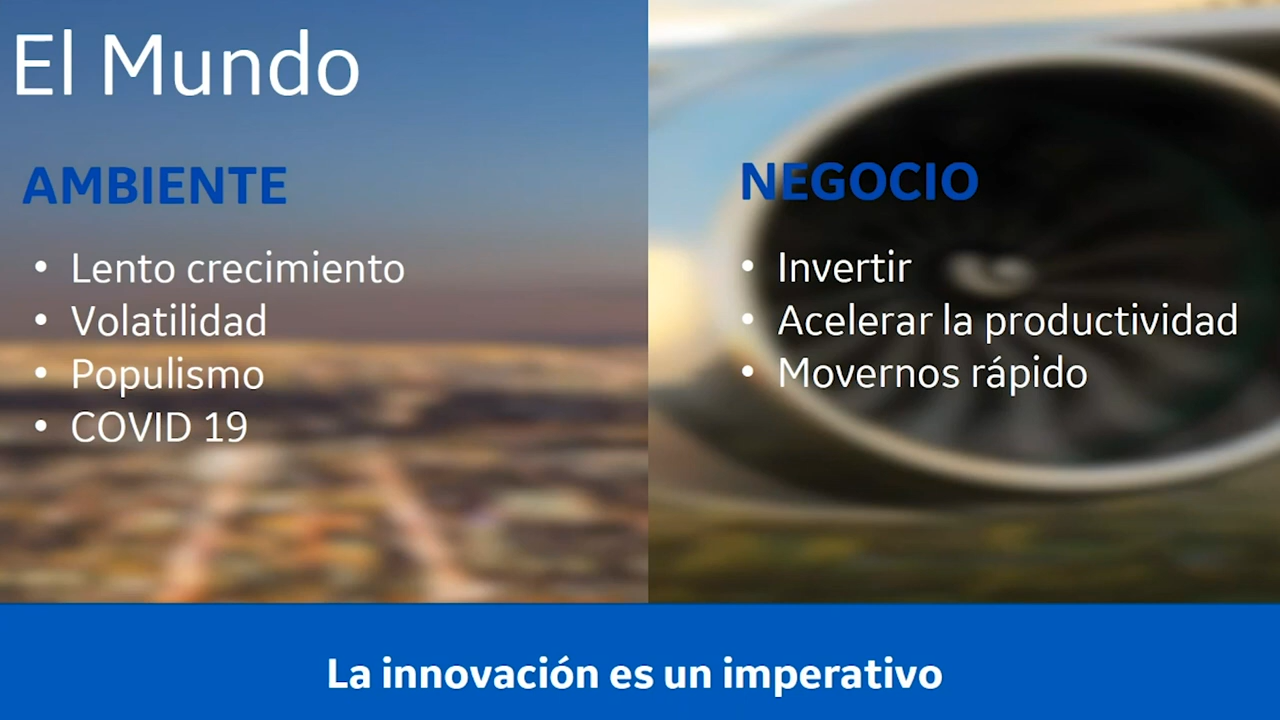 El Mundo
AMBIENTE
• Lento crecimiento
• Volatilidad
• Populismo
• COVID 19
NEGOCIO
• Invertir
• Acelerar la productividad
• Movernos rápido
La innovación es un imperativo